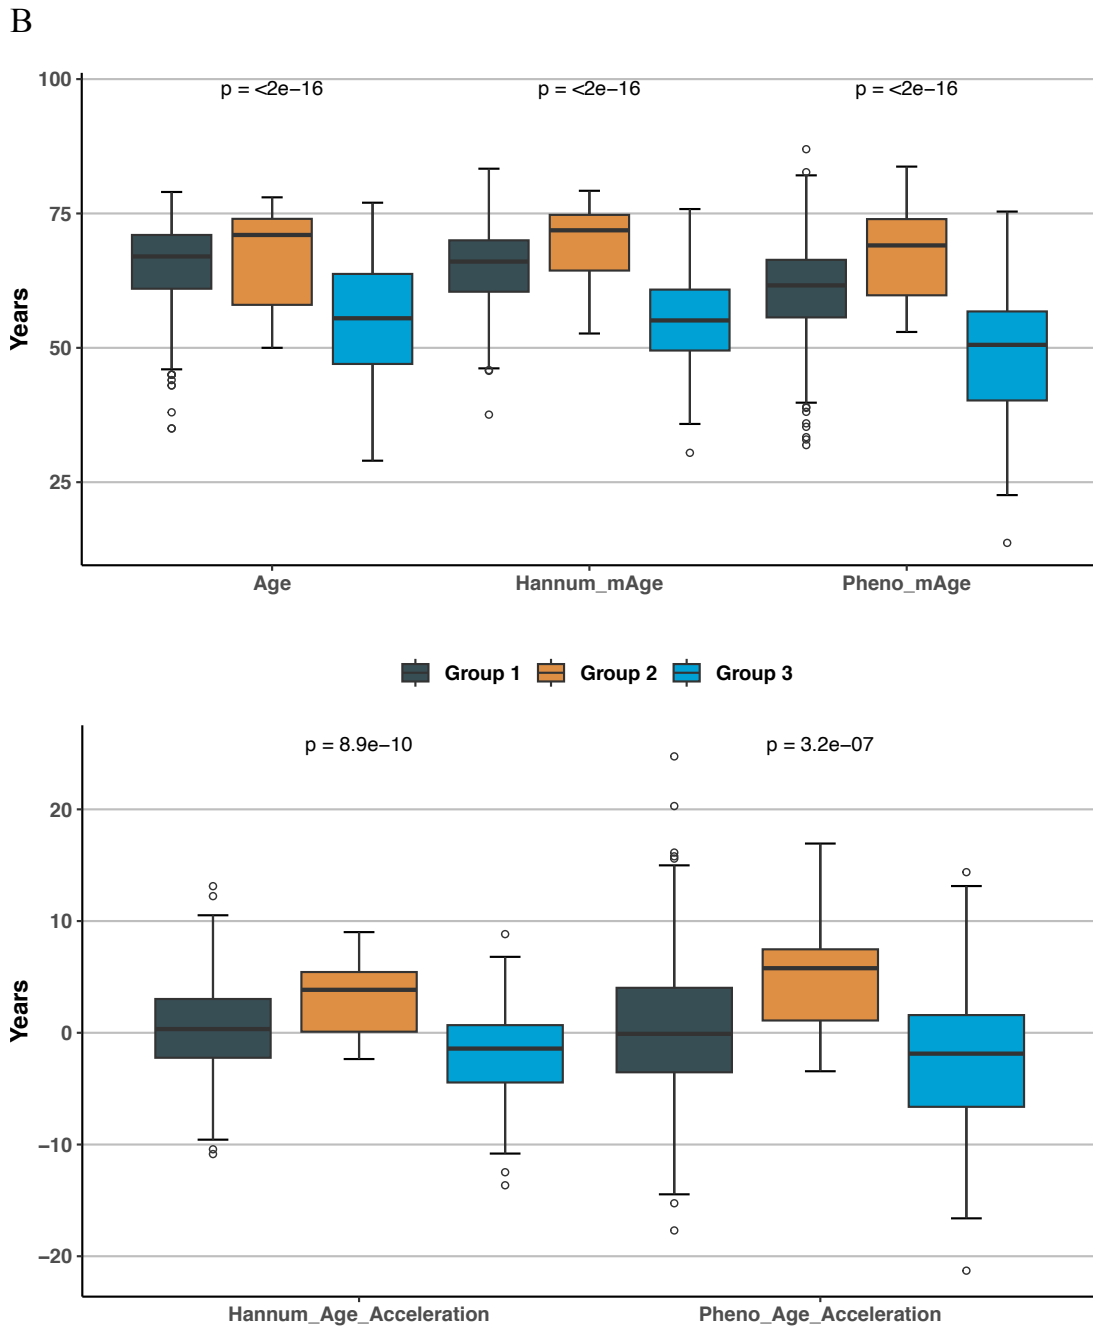 B
100
p = <2e−16 p = <2e−16 p = <2e−16
75
50
25
Years
Age Hannum_mAge Pheno_mAge
Group 1 Group 2 Group 3
p = 8.9e−10 p = 3.2e−07
20
10
0
−10
−20
Years
Hannum_Age_Acceleration Pheno_Age_Acceleration